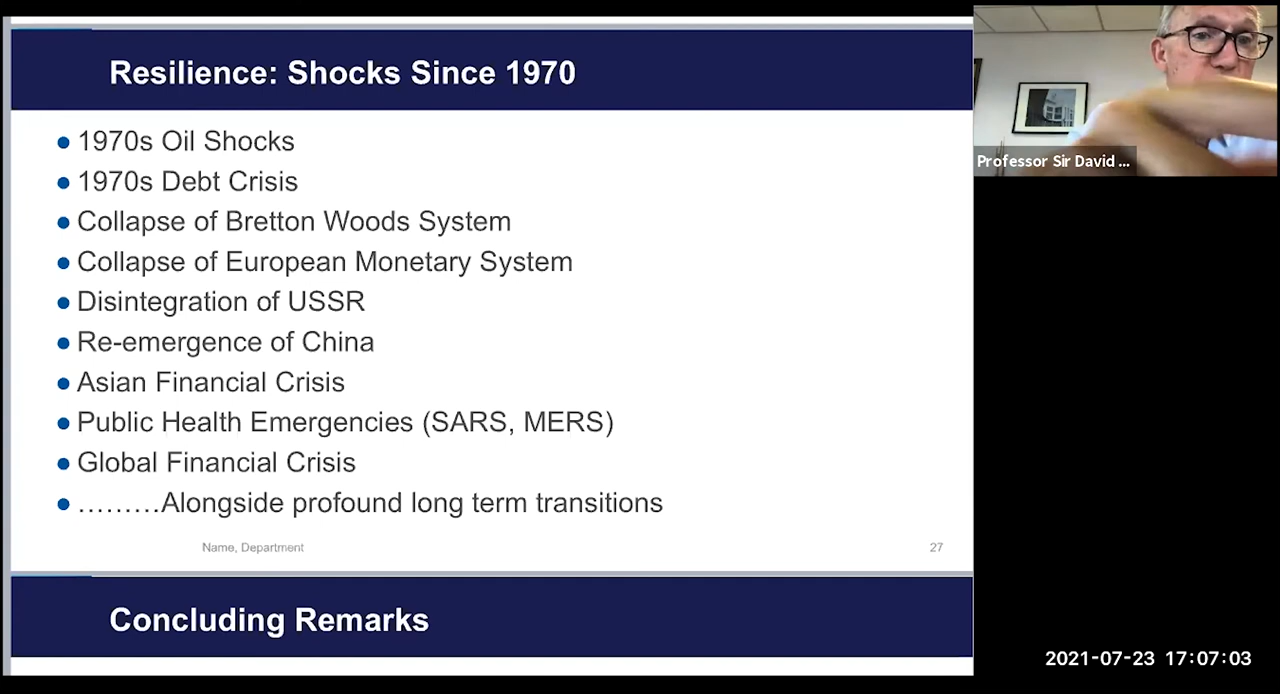 Resilience: Shocks Since 1970
● 1970s Oil Shocks
● 1970s Debt Crisis
● Collapse of Bretton Woods System
● Collapse of European Monetary System
● Disintegration of USSR
● Re-emergence of China
● Asian Financial Crisis
● Public Health Emergencies (SARS, MERS)
● Global Financial Crisis
● ………Alongside profound long term transitions
Name, Department
27
Concluding Remarks
Professor Sir David ...
2021-07-23 17:07:03